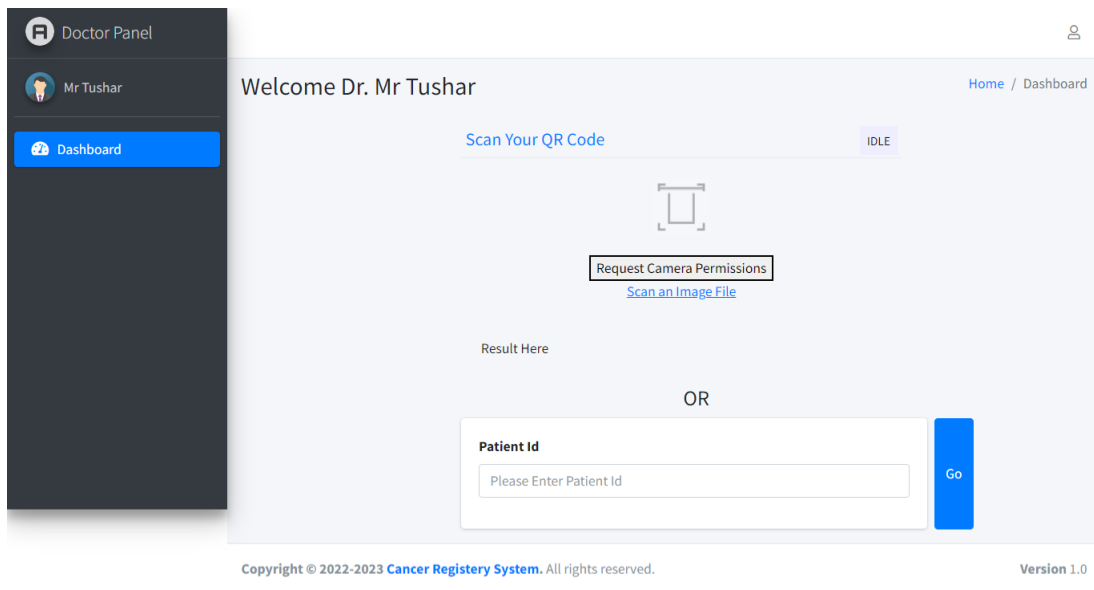 Doctor Panel
Mr Tushar
Dashboard
Welcome Dr. Mr Tushar
Home / Dashboard
Scan Your QR Code
IDLE
Request Camera Permissions
Scan an Image File
Result Here
OR
Patient Id
Please Enter Patient Id
Go
Copyright © 2022-2023 Cancer Registery System. All rights reserved.
Version 1.0